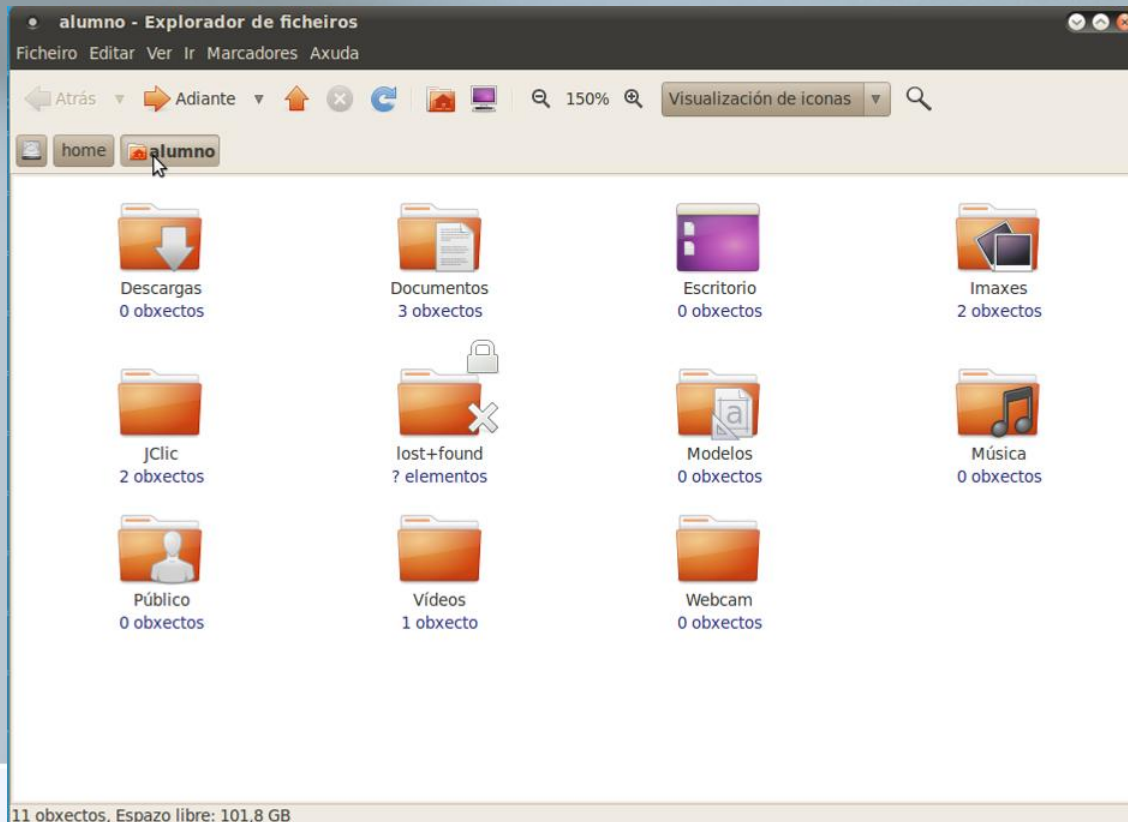 alumno - Explorador de ficheiros
Ficheiro Editar Ver Ir Marcadores Axuda
Atrás Adiante 150% Visualización de iconas
home alumno
Descargas
0 obxectos
Documentos
3 obxectos
Escritorio
0 obxectos
Imaxes
2 obxectos
JClic
2 obxectos
lost+found
? elementos
a
Modelos
0 obxectos
Música
0 obxectos
Público
0 obxectos
Vídeos
1 obxecto
Webcam
0 obxectos
11 obxectos, Espazo libre: 101,8 GB